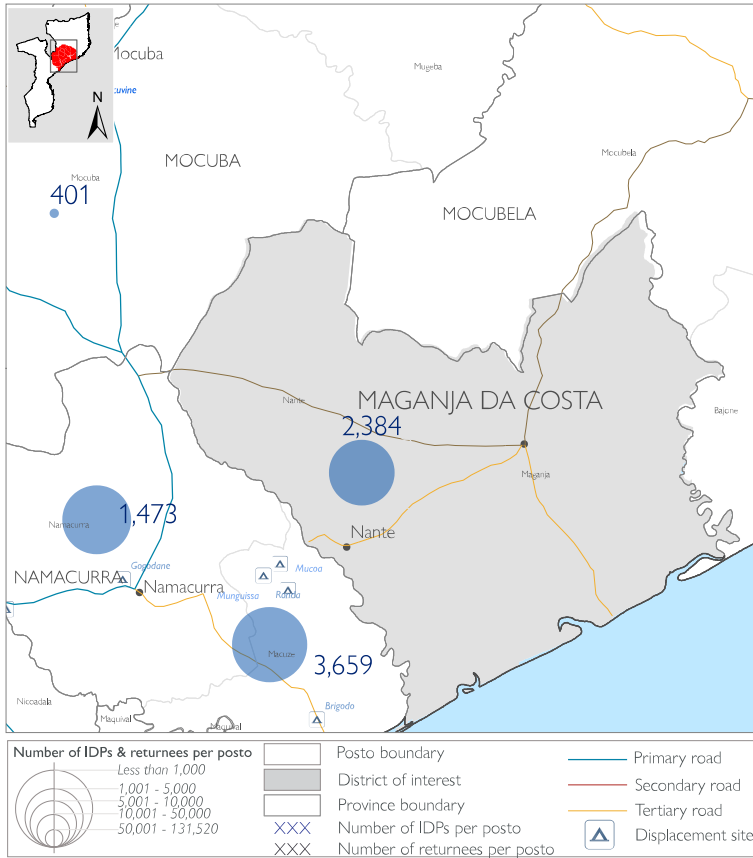 N
Mocuba
cuvine
Mugeba
Mocuba
401
MOCUBA
Mocubela
MOCUBELA
MAGANJA DA COSTA
Nante
2,384
Bajone
Maganja
1,473
Namacurra
Nante
Gogodane
Mucoa
NAMACURRA
Namacurra
Munguissa
Ronda
Macuze
3,659
Nicoadala
Brigodo
Maquival
Maquival
Number of IDPs & returnees per posto
Less than 1,000
1,001 - 5,000
5,001 - 10,000
10,001 - 50,000
50,001 - 131,520
Posto boundary
District of interest
Province boundary
XXX Number of IDPs per posto
XXX Number of returnees per posto
Primary road
Secondary road
Tertiary road
Displacement site